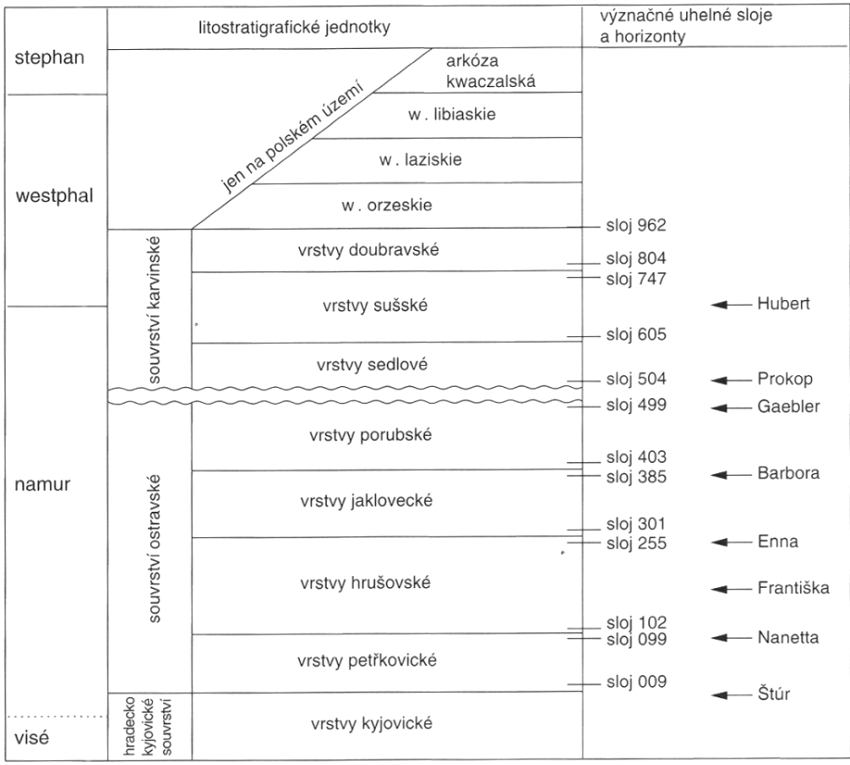 litostratigrafické jednotky
význačné uhelné sloje
a horizonty
stephan
westphal
namur
visé
souvrství karvinské
souvrství ostravské
hradecko
kyjovické
souvrství
jen na polském území
arkóza
kwaczalská
w . libiaskie
w . laziskie
w . orzeskie
vrstvy doubravské
vrstvy sušské
vrstvy sedlové
vrstvy porubské
vrstvy jaklovecké
vrstvy hrušovské
vrstvy petřkovické
vrstvy kyjovické
sloj 962
sloj 804
sloj 747
sloj 605
sloj 504
sloj 499
sloj 403
sloj 385
sloj 301
sloj 255
sloj 102
sloj 099
sloj 009
Hubert
Prokop
Gaebler
Barbora
Enna
Františka
Nanetta
Štúr